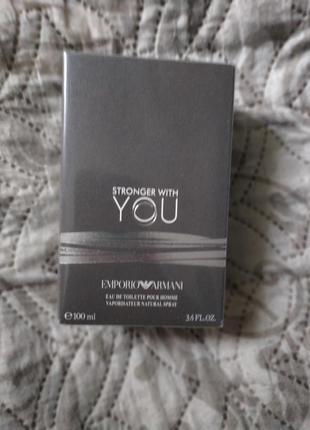 STRONGER WITH
YOU
EMPORIO ARMANI
EAU DE TOILETTE POUR HOMME
VAPORISATEUR NATURAL SPRAY
℮ 100 ml 3.4 FL.OZ.